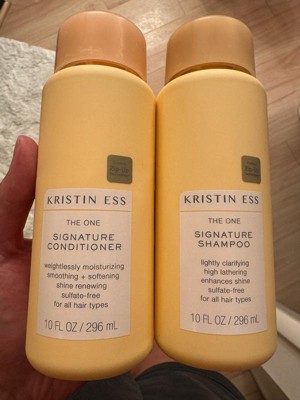 KRISTIN ESS
THE ONE
SIGNATURE
CONDITIONER
weightlessly moisturizing
smoothing + softening
shine renewing
sulfate-free
for all hair types
10 FL OZ / 296 mL
KRISTIN ESS
THE ONE
SIGNATURE
SHAMPOO
lightly clarifying
high lathering
enhances shine
sulfate-free
for all hair types
10 FL OZ / 296 mL